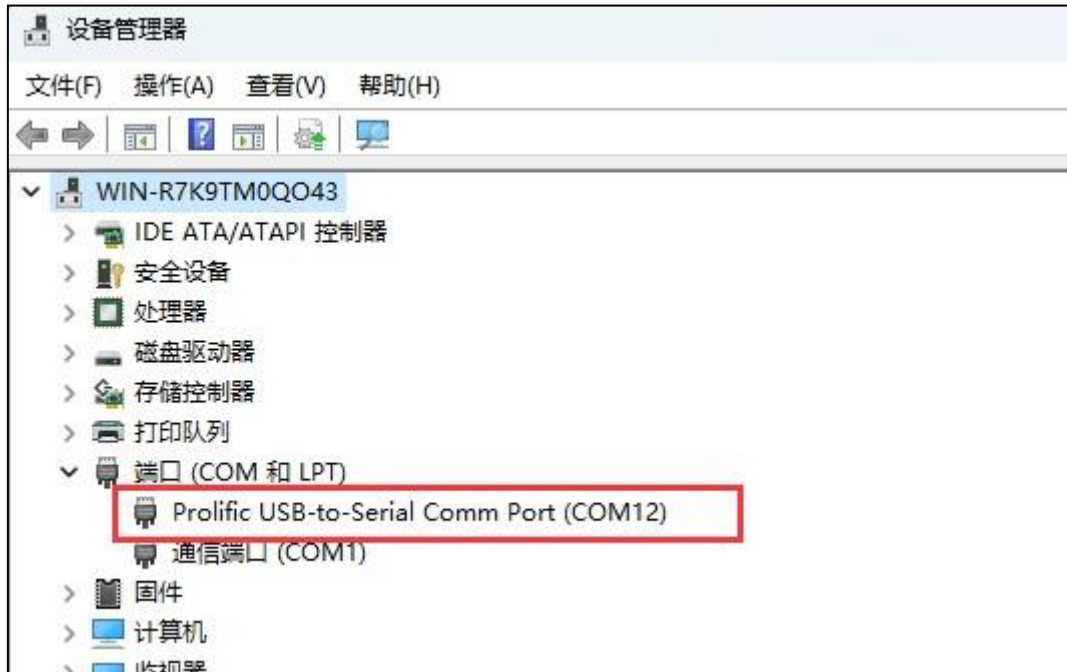 设备管理器
文件(F) 操作(A) 查看(V) 帮助(H)
WIN-R7K9TM0QO43
IDE ATA/ATAPI 控制器
安全设备
处理器
磁盘驱动器
存储控制器
打印队列
端口 (COM 和 LPT)
Prolific USB-to-Serial Comm Port (COM12)
通信端口 (COM1)
固件
计算机
监视器